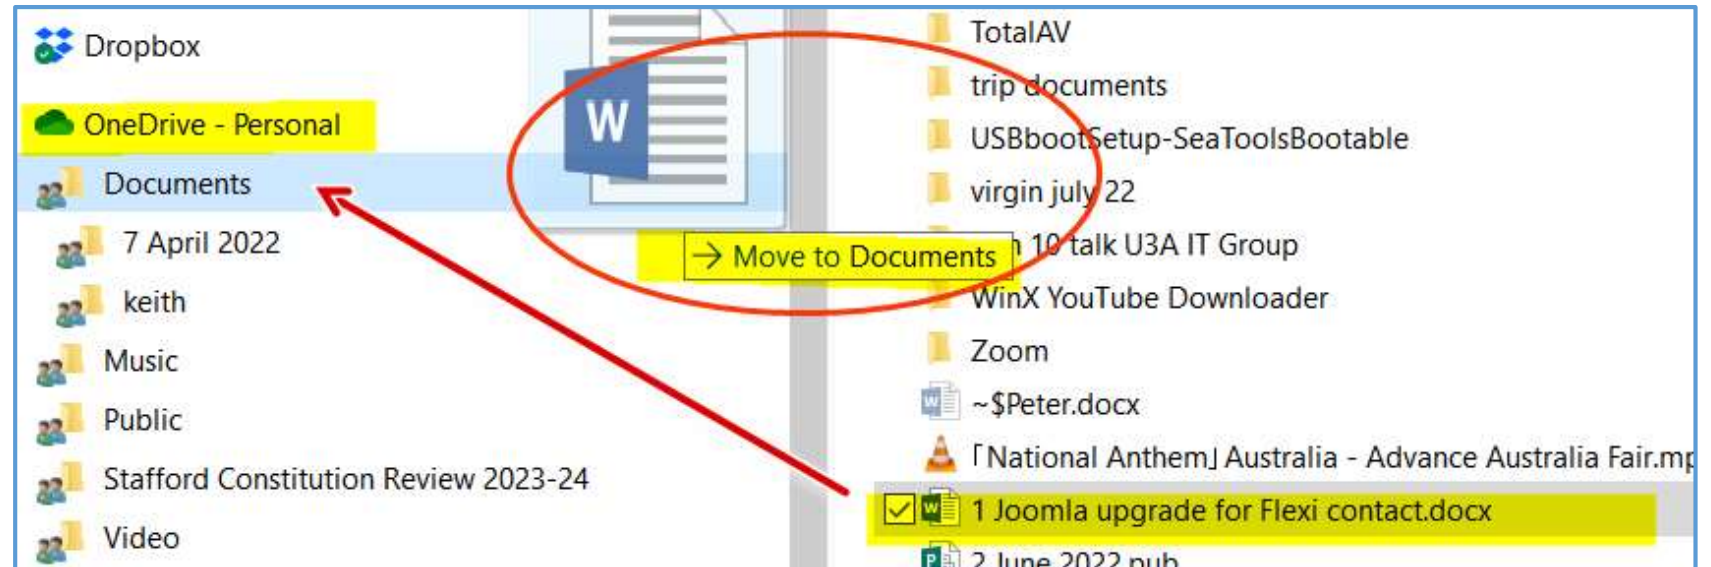 Dropbox
OneDrive - Personal
Documents
7 April 2022
keith
Music
Public
Stafford Constitution Review 2023-24
Video
W
→ Move to Documents
TotalAV
trip documents
USBbootSetup-SeaToolsBootable
virgin july 22
10 talk U3A IT Group
WinX YouTube Downloader
Zoom
~$Peter.docx
「National Anthem」Australia - Advance Australia Fair.mp
1 Joomla upgrade for Flexi contact.docx
2 June 2022.pub